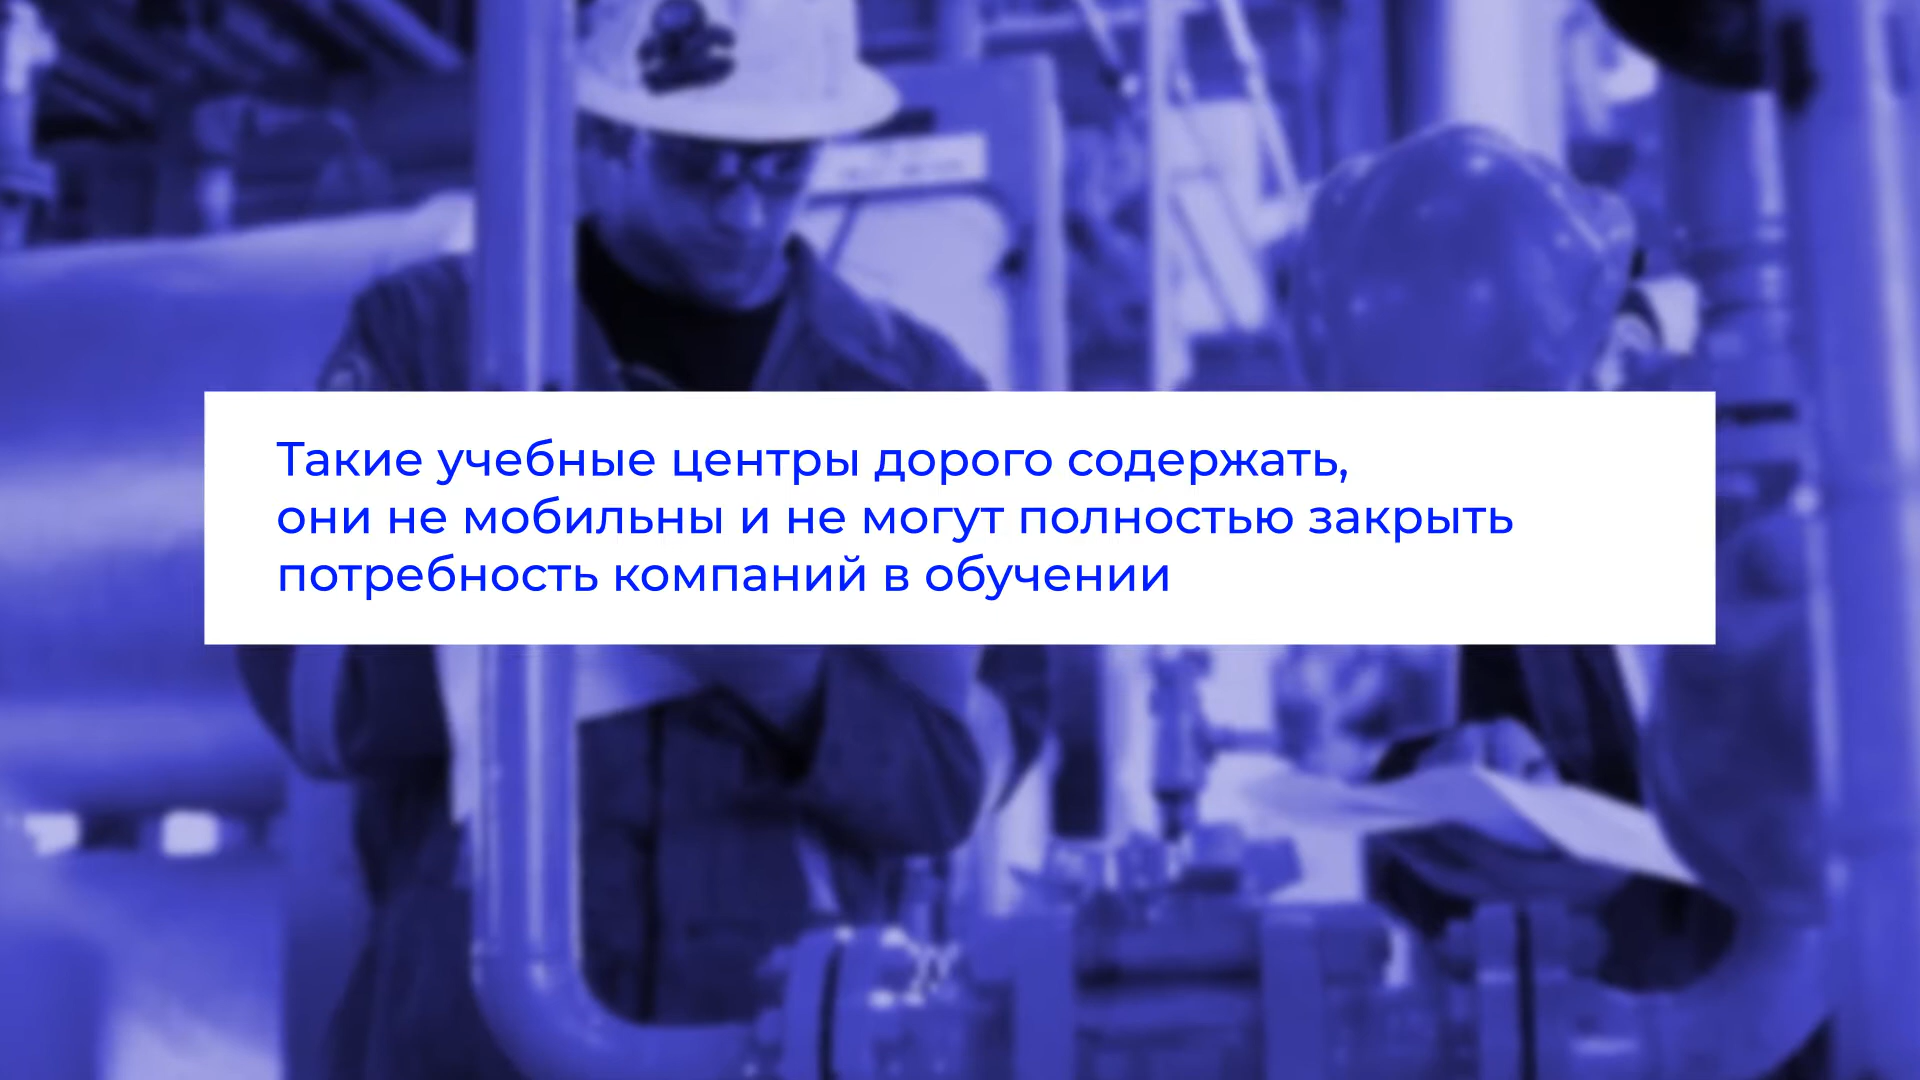 Такие учебные центры дорого содержать,
они не мобильны и не могут полностью закрыть
потребность компаний в обучении